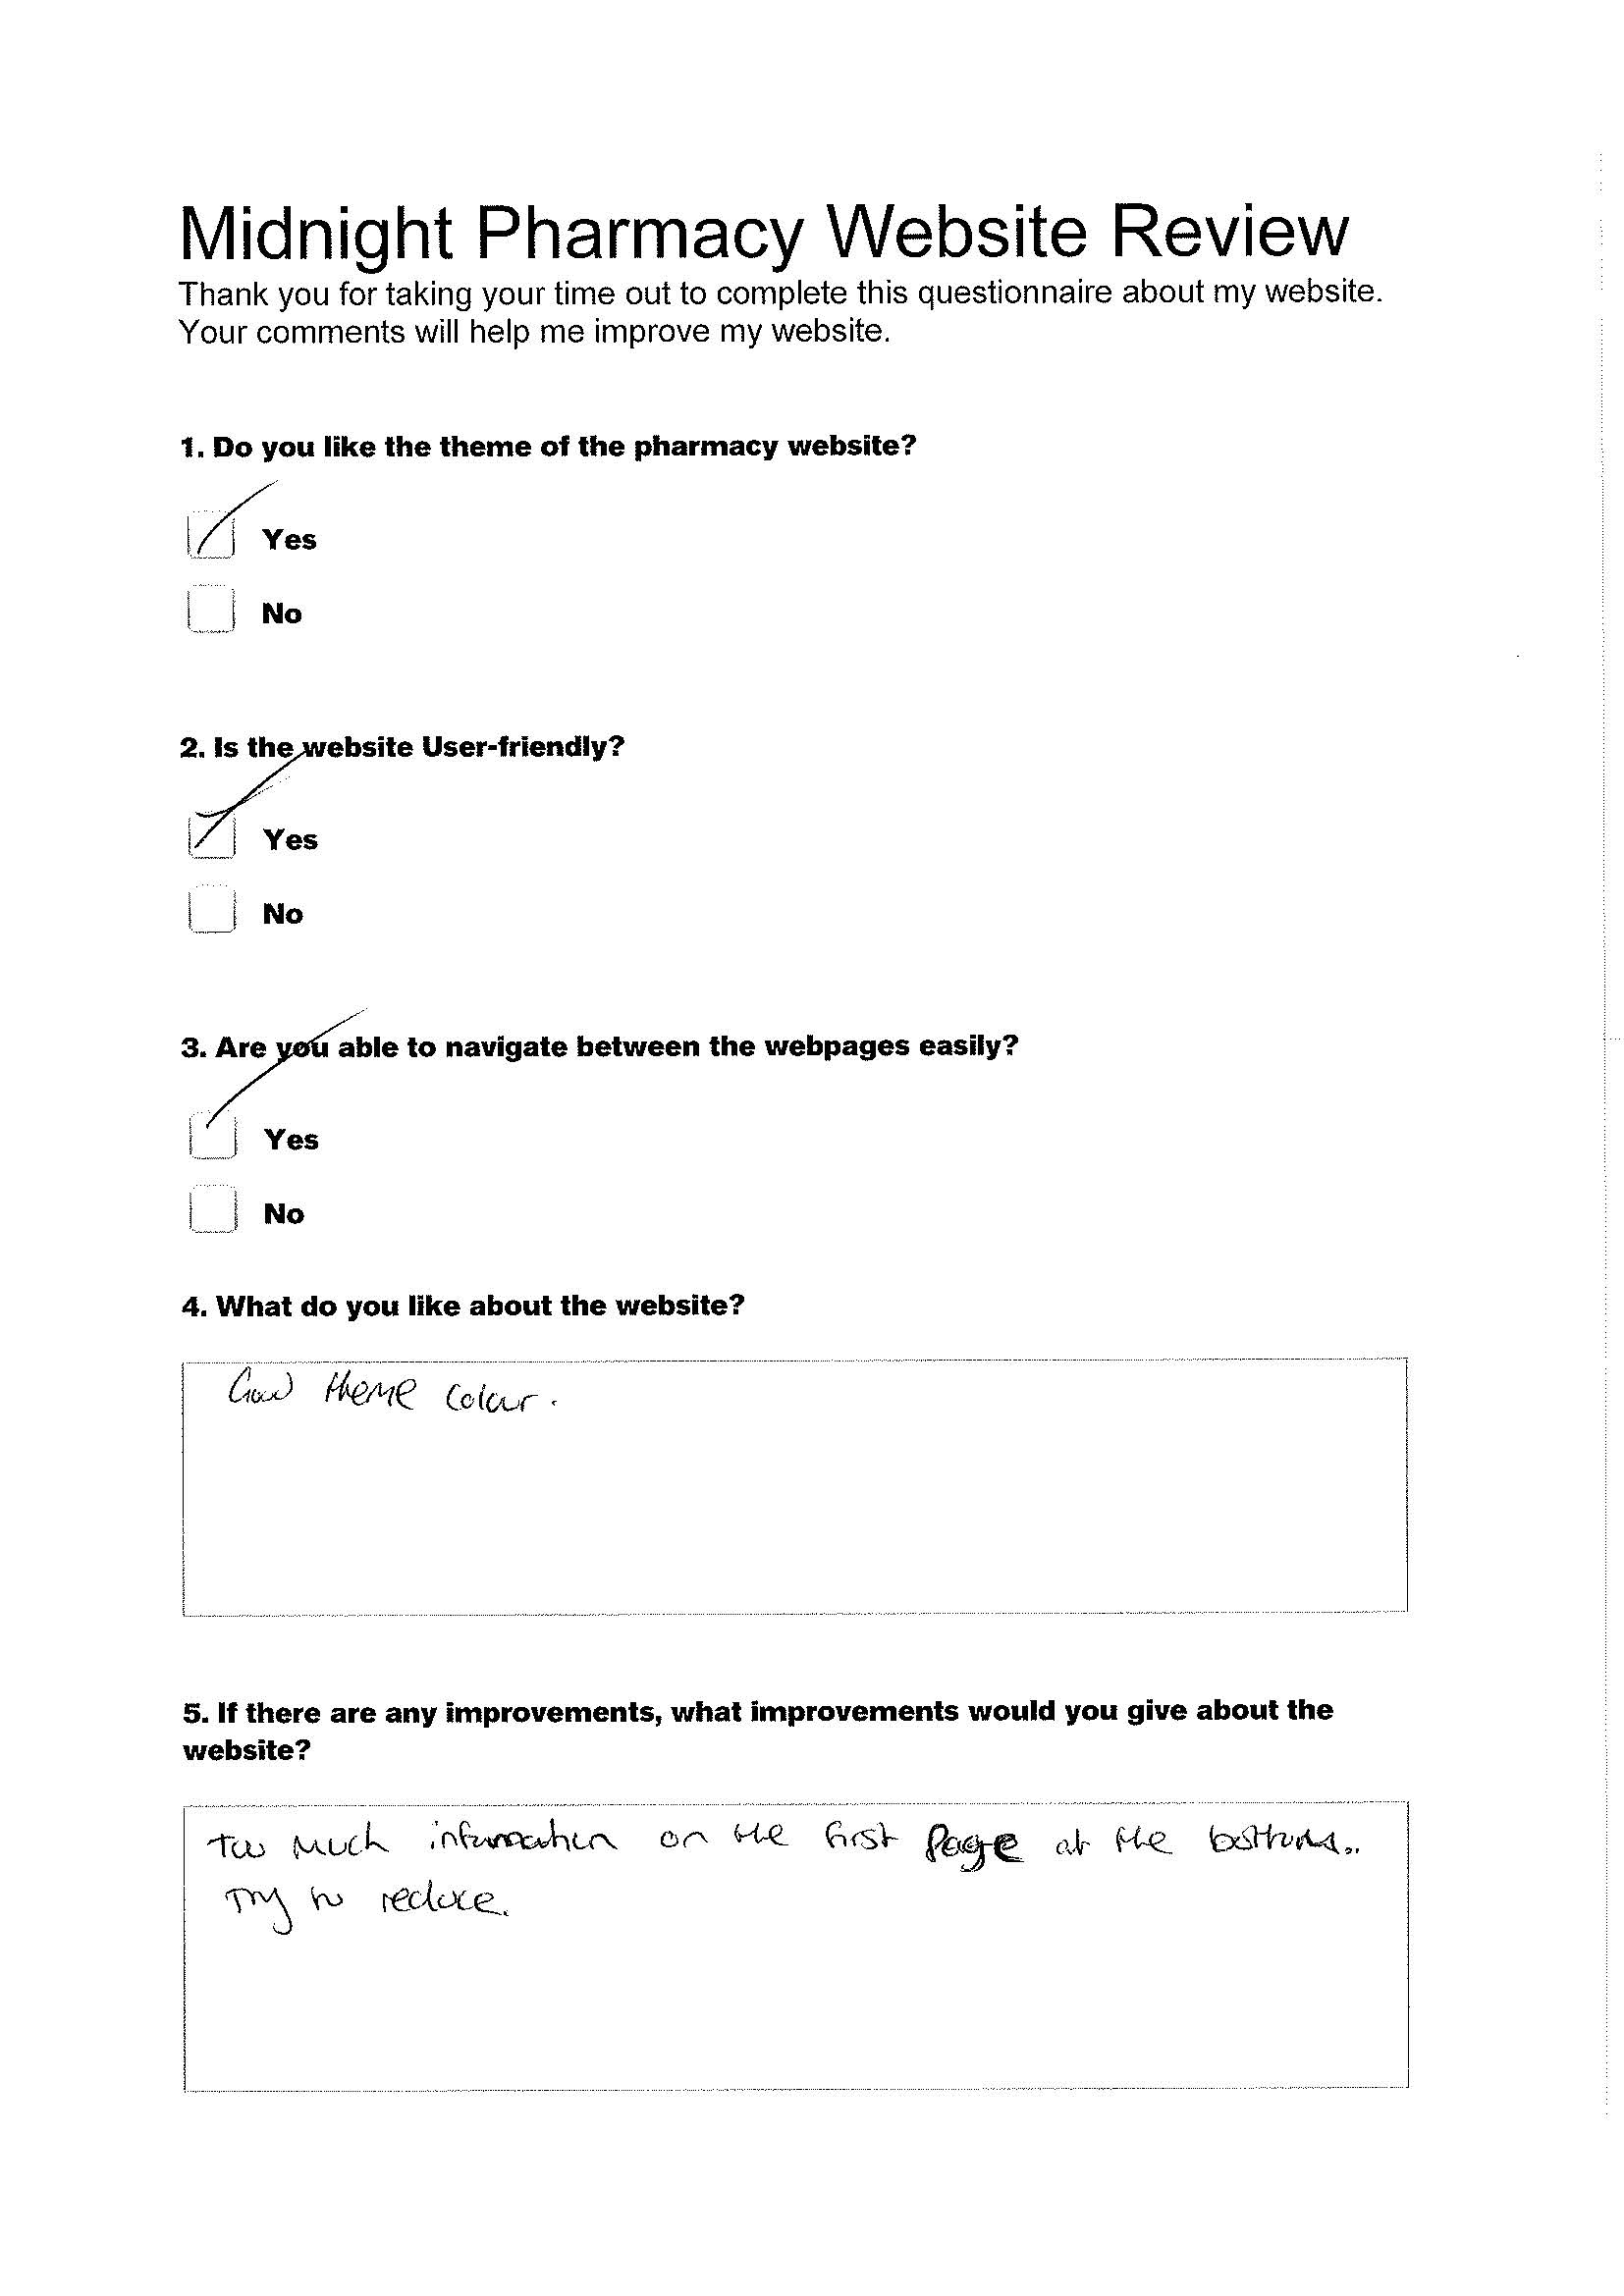 Midnight Pharmacy Website Review
Thank you for taking your time out to complete this questionnaire about my website.
Your comments will help me improve my website.
1. Do you like the theme of the pharmacy website?
Yes
No
2. Is the website User-friendly?
Yes
No
3. Are you able to navigate between the webpages easily?
Yes
No
4. What do you like about the website?
Good theme colour.
5. If there are any improvements, what improvements would you give about the
website?
Too much information on the first page at the bottom..
Try to reduce.